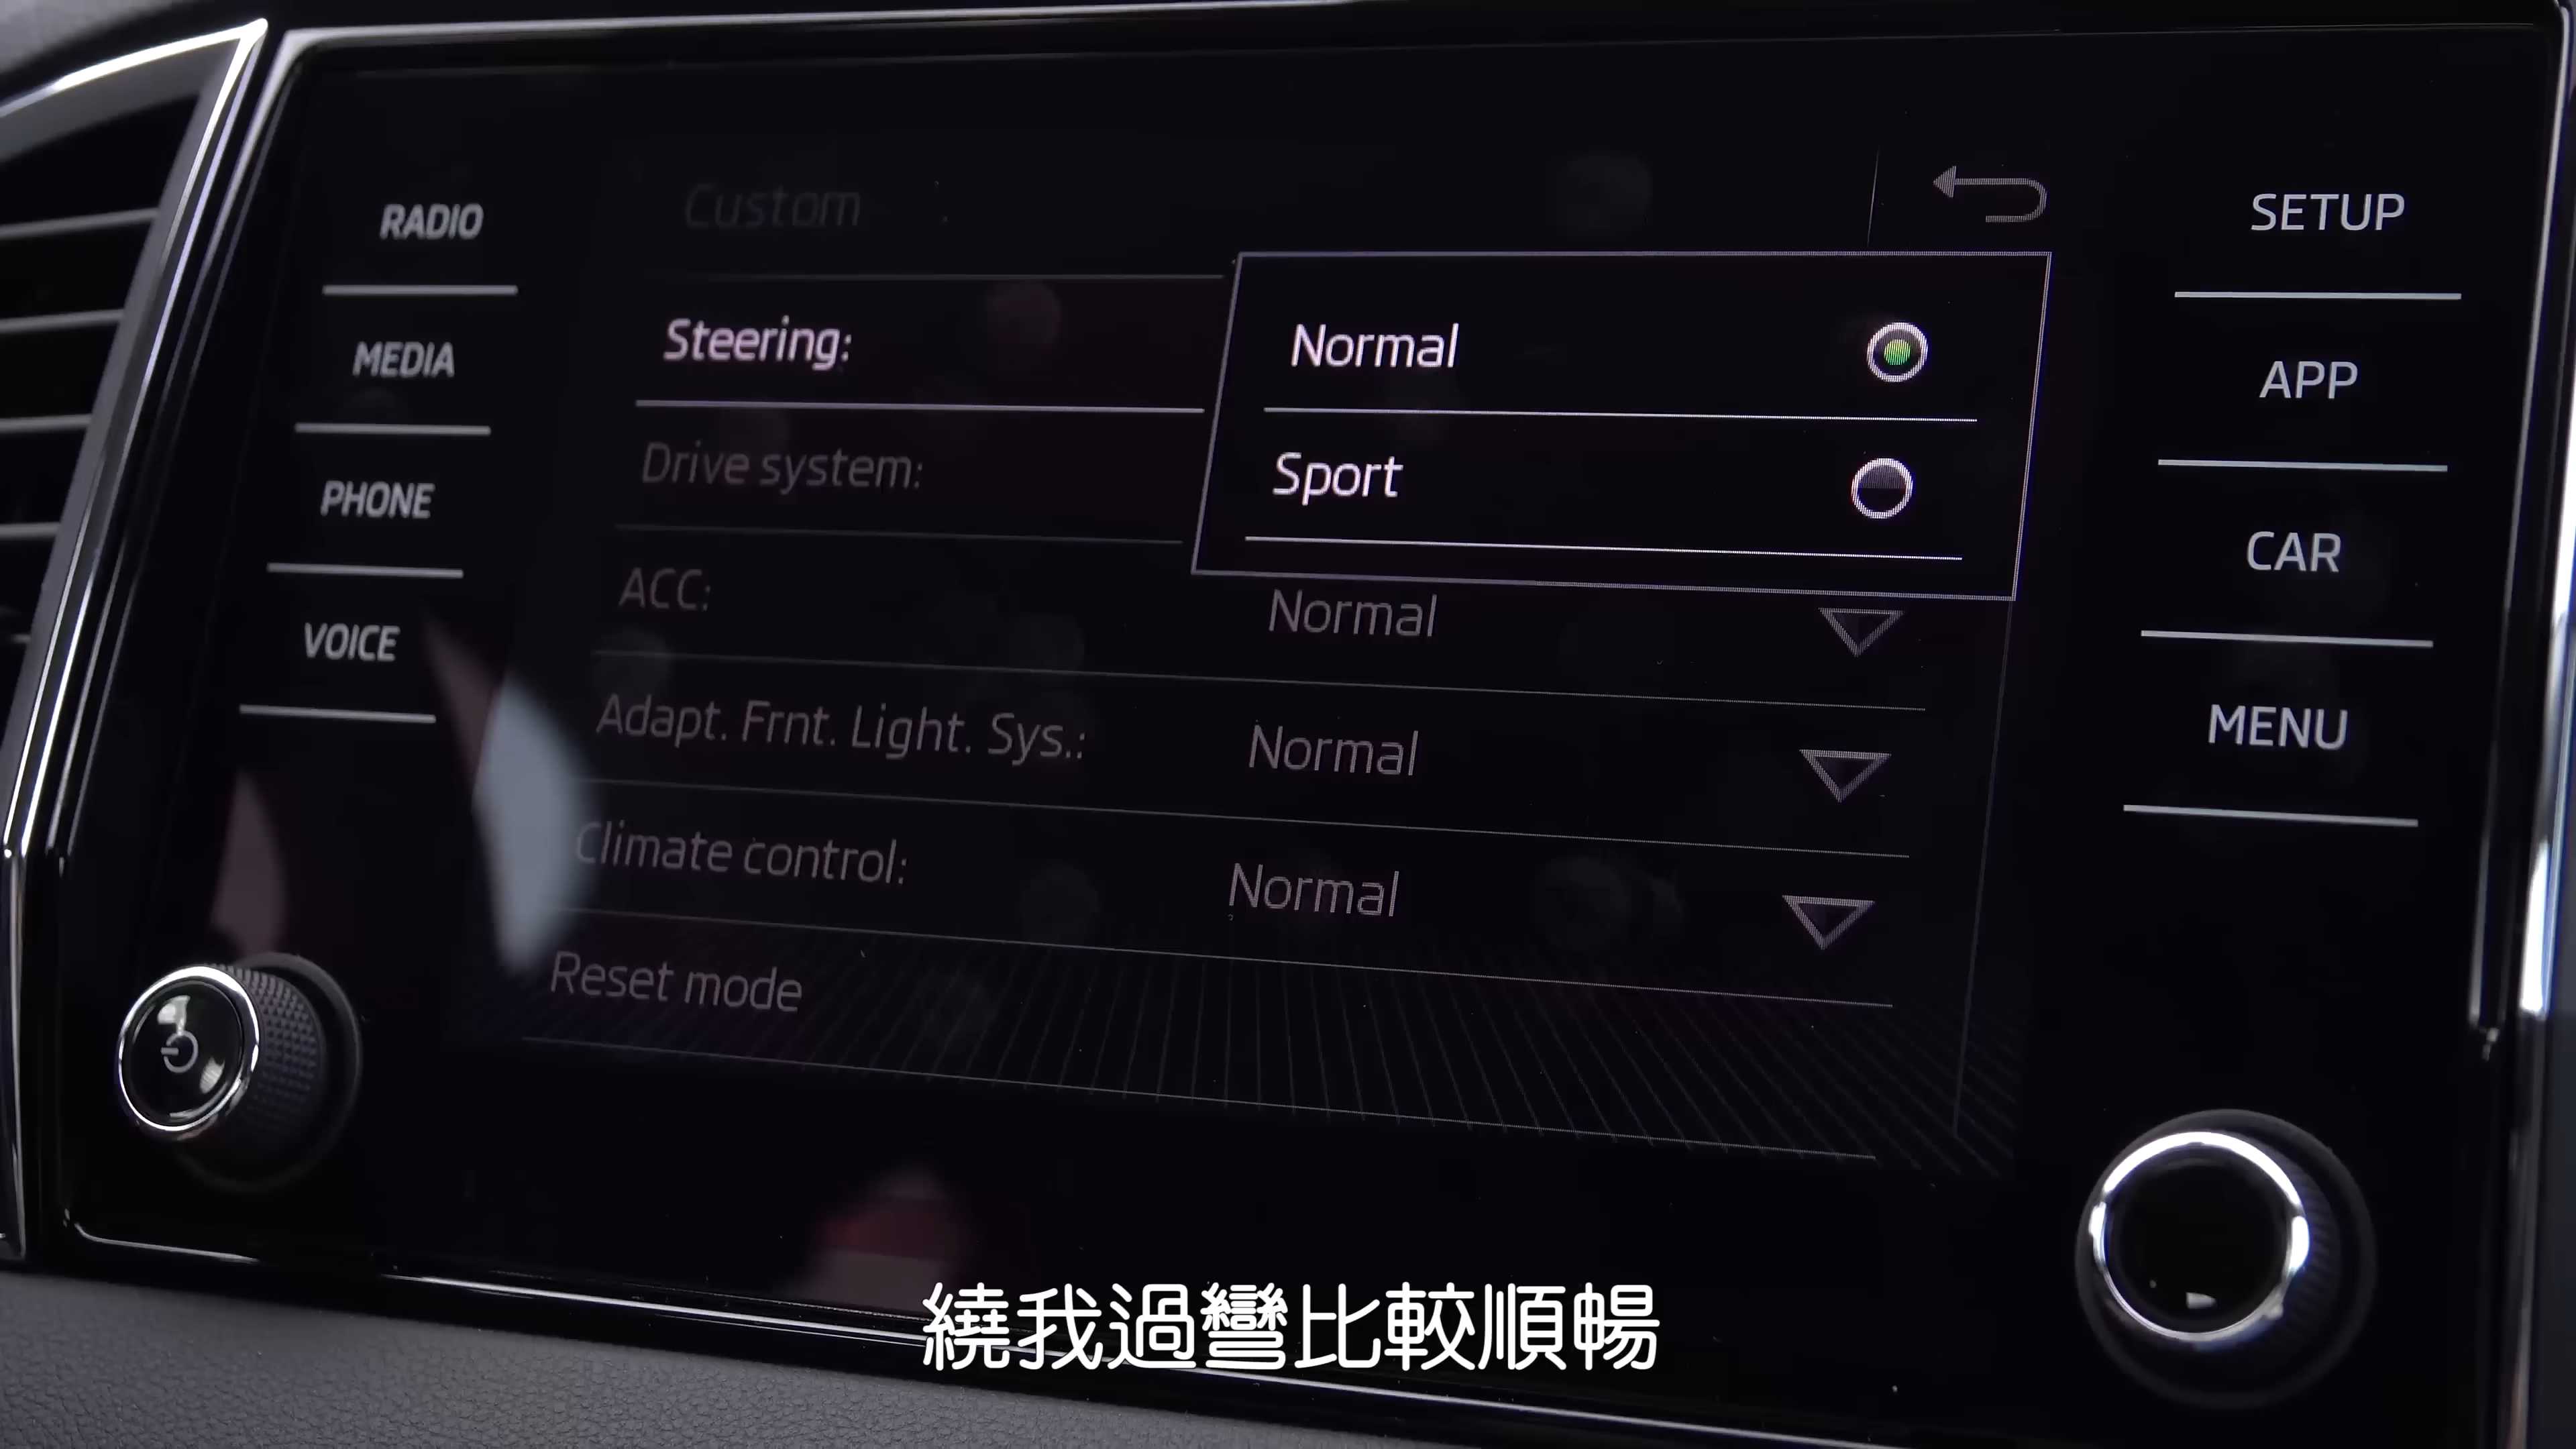 RADIO
MEDIA
PHONE
VOICE
Custom
Steering:
Normal
Sport
Drive system:
ACC: Normal
Adapt. Frnt. Light. Sys.: Normal
Climate control: Normal
Reset mode
SETUP
APP
CAR
MENU
繞我過彎比較順暢